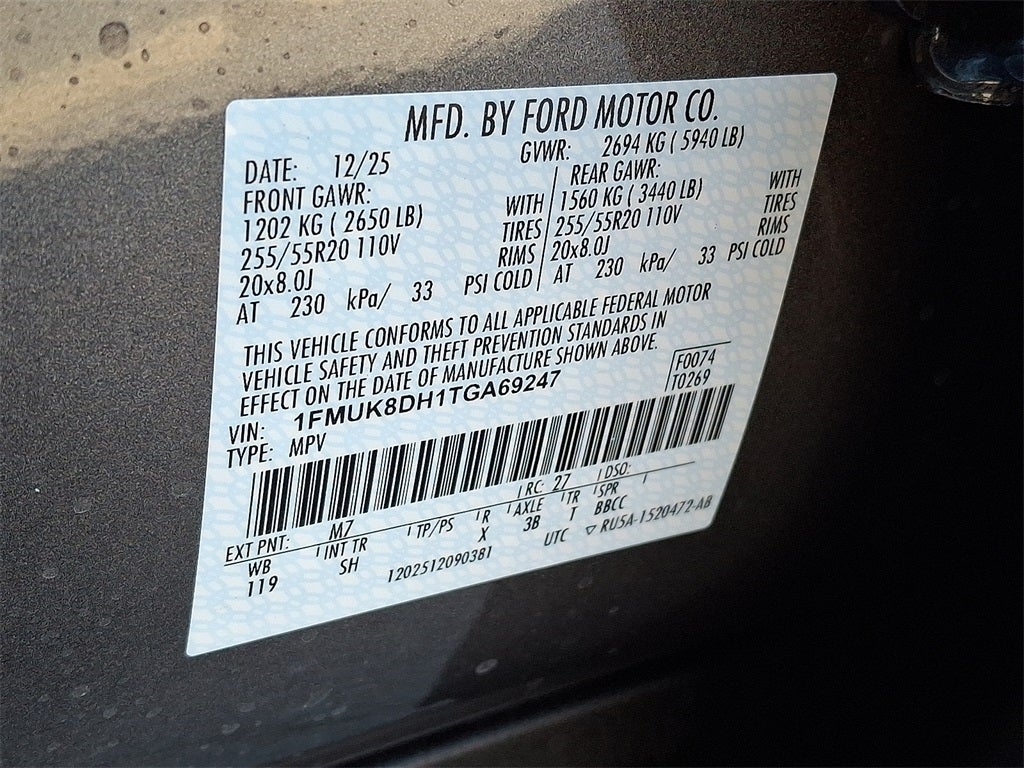 MFD. BY FORD MOTOR CO.
DATE: 12/25 GVWR: 2694 KG ( 5940 LB)
FRONT GAWR: REAR GAWR:
1202 KG ( 2650 LB) WITH 1560 KG ( 3440 LB) WITH
255/55R20 110V TIRES 255/55R20 110V TIRES
20x8.0J RIMS 20x8.0J RIMS
AT 230 kPa/ 33 PSI COLD AT 230 kPa/ 33 PSI COLD
THIS VEHICLE CONFORMS TO ALL APPLICABLE FEDERAL MOTOR
VEHICLE SAFETY AND THEFT PREVENTION STANDARDS IN
EFFECT ON THE DATE OF MANUFACTURE SHOWN ABOVE.
VIN: 1FMUK8DH1TGA69247 F0074
TYPE: MPV T0269
EXT PNT: M7 RC: 27 DSO:
WB INT TR TP/PS R AXLE TR SPR
119 SH X 3B T BBCC
1202512090381 UTC ▽ RU5A-1520472-AB